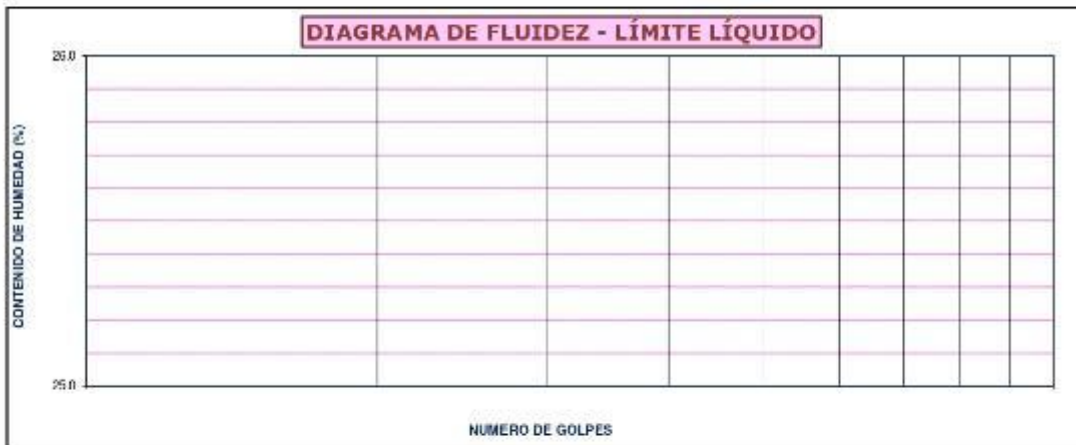 DIAGRAMA DE FLUIDEZ - LÍMITE LÍQUIDO
26.0
CONTENIDO DE HUMEDAD (%)
25.0
NUMERO DE GOLPES